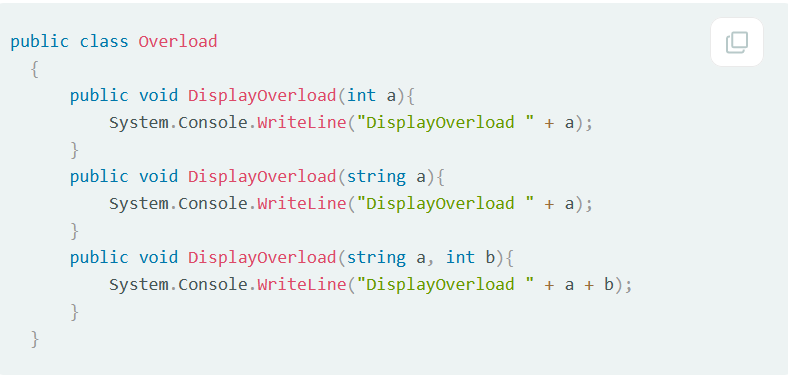 public class Overload
{
public void DisplayOverload(int a){
System.Console.WriteLine("DisplayOverload " + a);
}
public void DisplayOverload(string a){
System.Console.WriteLine("DisplayOverload " + a);
}
public void DisplayOverload(string a, int b){
System.Console.WriteLine("DisplayOverload " + a + b);
}
}